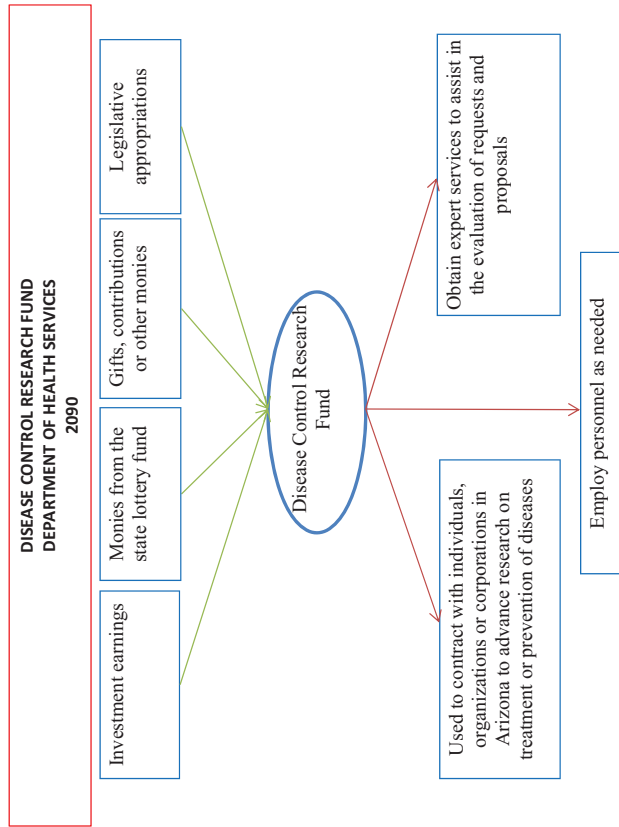 DISEASE CONTROL RESEARCH FUND
DEPARTMENT OF HEALTH SERVICES
2090
Investment earnings
Monies from the
state lottery fund
Gifts, contributions
or other monies
Legislative
appropriations
Disease Control Research
Fund
Used to contract with individuals,
organizations or corporations in
Arizona to advance research on
treatment or prevention of diseases
Obtain expert services to assist in
the evaluation of requests and
proposals
Employ personnel as needed